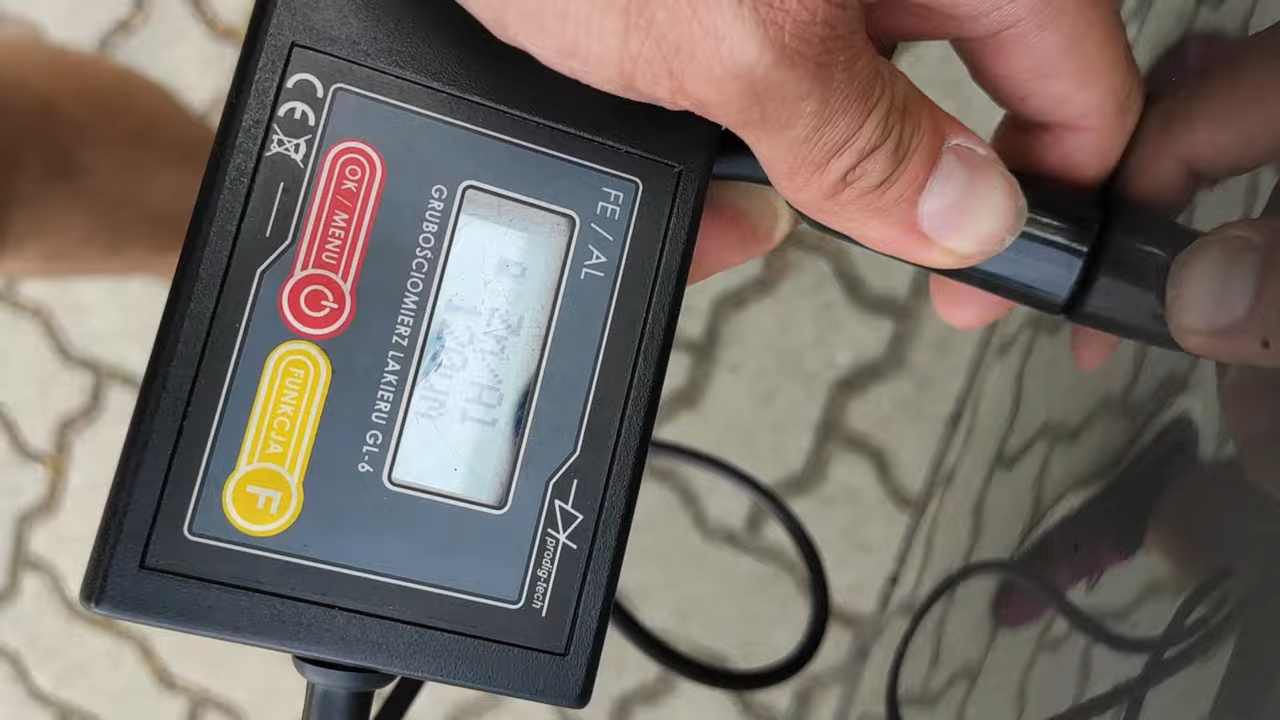 FE / AL
GRUBOŚCIOMIERZ LAKIERU GL-6
OK / MENU
FUNKCJA F
prodig-tech
CE